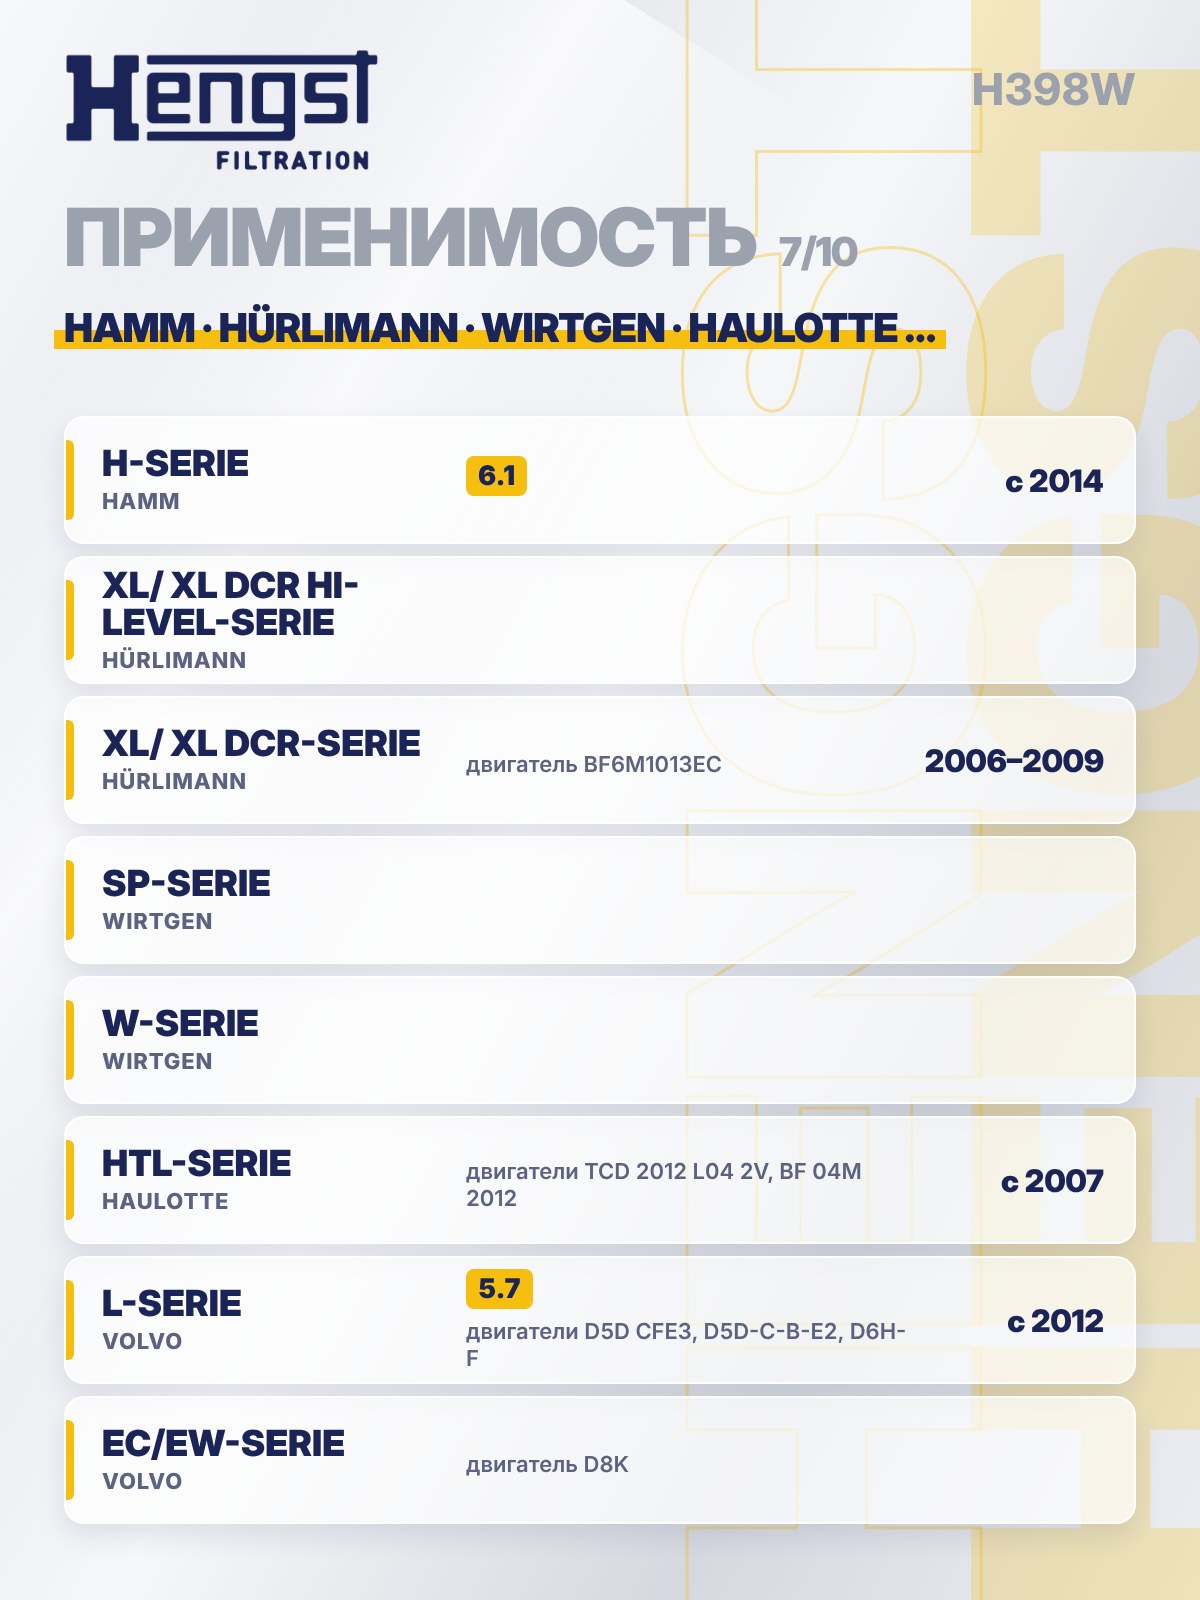 Hengst
FILTRATION
H398W
ПРИМЕНИМОСТЬ 7/10
HAMM · HÜRLIMANN · WIRTGEN · HAULOTTE ...
H-SERIE
HAMM
6.1
с 2014
XL/ XL DCR HI-
LEVEL-SERIE
HÜRLIMANN
XL/ XL DCR-SERIE
HÜRLIMANN
двигатель BF6M1013EC
2006–2009
SP-SERIE
WIRTGEN
W-SERIE
WIRTGEN
HTL-SERIE
HAULOTTE
двигатели TCD 2012 L04 2V, BF 04M
2012
с 2007
L-SERIE
VOLVO
5.7
двигатели D5D CFE3, D5D-C-B-E2, D6H-
F
с 2012
EC/EW-SERIE
VOLVO
двигатель D8K
HENGST
HENGST